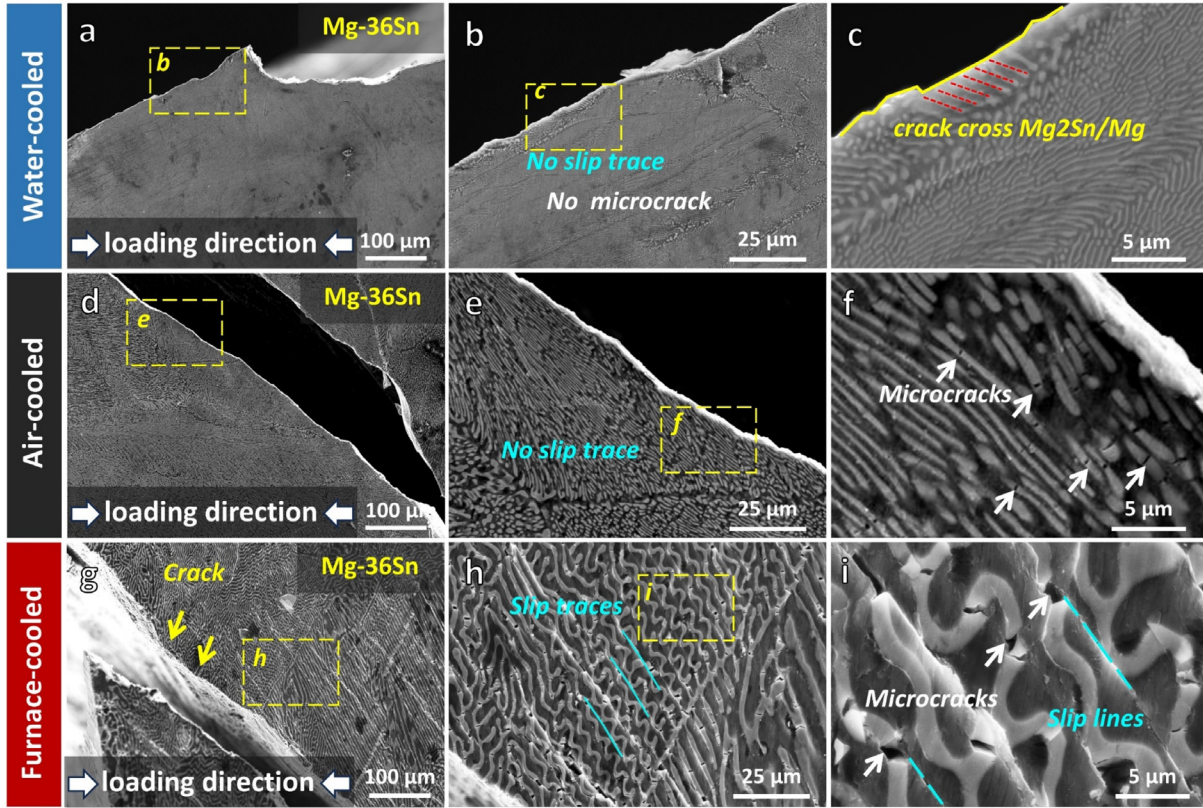 Water-cooled
a
Mg-36Sn
b
loading direction
100 μm
b
c
No slip trace
No microcrack
25 μm
c
crack cross Mg2Sn/Mg
5 μm
Air-cooled
d
Mg-36Sn
e
loading direction
100 μm
e
No slip trace
f
25 μm
f
Microcracks
5 μm
Furnace-cooled
g
Crack
Mg-36Sn
h
loading direction
100 μm
h
Slip traces
i
25 μm
i
Microcracks
Slip lines
5 μm